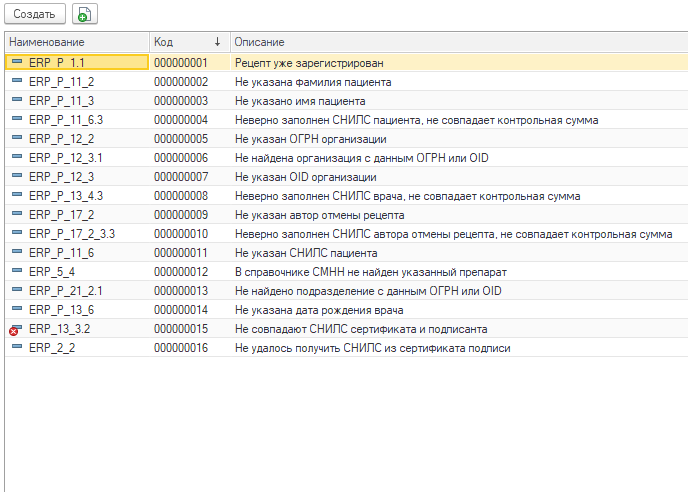 Создать
Наименование Код ↓ Описание
ERP_P_1.1 000000001 Рецепт уже зарегистрирован
ERP_P_11_2 000000002 Не указана фамилия пациента
ERP_P_11_3 000000003 Не указано имя пациента
ERP_P_11_6.3 000000004 Неверно заполнен СНИЛС пациента, не совпадает контрольная сумма
ERP_P_12_2 000000005 Не указан ОГРН организации
ERP_P_12_3.1 000000006 Не найдена организация с данным ОГРН или OID
ERP_P_12_3 000000007 Не указан OID организации
ERP_P_13_4.3 000000008 Неверно заполнен СНИЛС врача, не совпадает контрольная сумма
ERP_P_17_2 000000009 Не указан автор отмены рецепта
ERP_P_17_2_3.3 000000010 Неверно заполнен СНИЛС автора отмены рецепта, не совпадает контрольная сумма
ERP_P_11_6 000000011 Не указан СНИЛС пациента
ERP_5_4 000000012 В справочнике СМНН не найден указанный препарат
ERP_P_21_2.1 000000013 Не найдено подразделение с данным ОГРН или OID
ERP_P_13_6 000000014 Не указана дата рождения врача
ERP_13_3.2 000000015 Не совпадают СНИЛС сертификата и подписанта
ERP_2_2 000000016 Не удалось получить СНИЛС из сертификата подписи